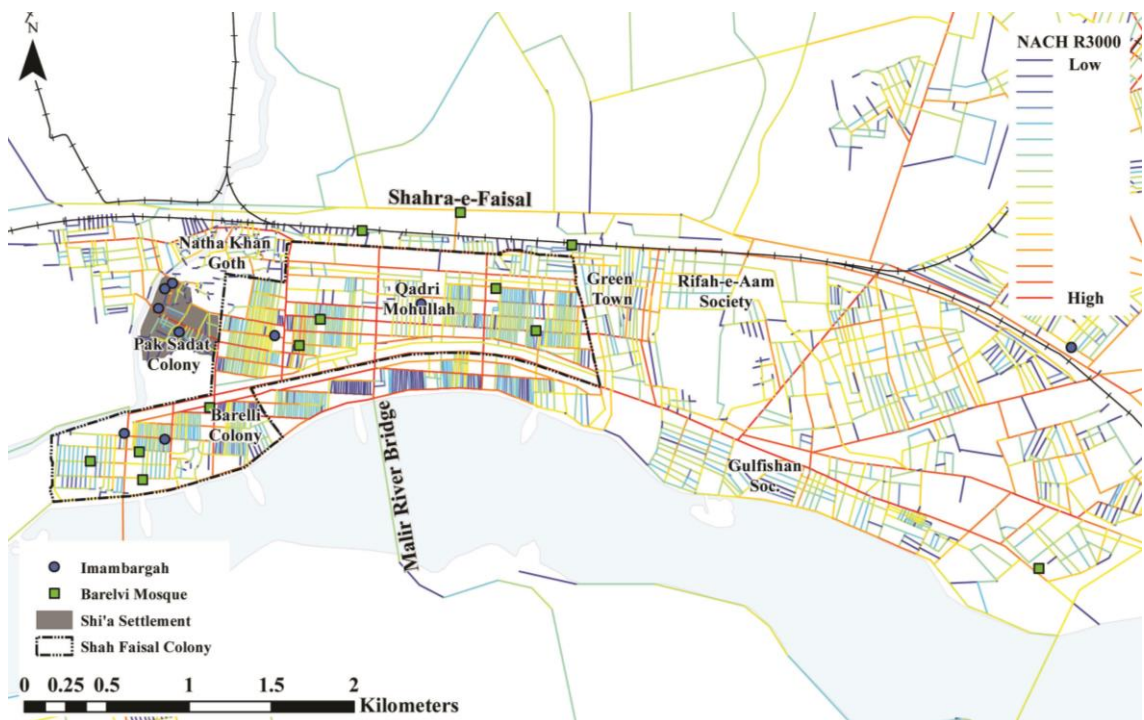 N
NACH R3000
Low
High
Shahra-e-Faisal
Natha Khan
Goth
Qadri
Mohullah
Green
Town
Rifah-e-Aam
Society
Pak Sadat
Colony
Barelli
Colony
Gulfishan
Soc.
Malir River Bridge
Imambargah
Barelvi Mosque
Shi'a Settlement
Shah Faisal Colony
0 0.25 0.5 1 1.5 2
Kilometers